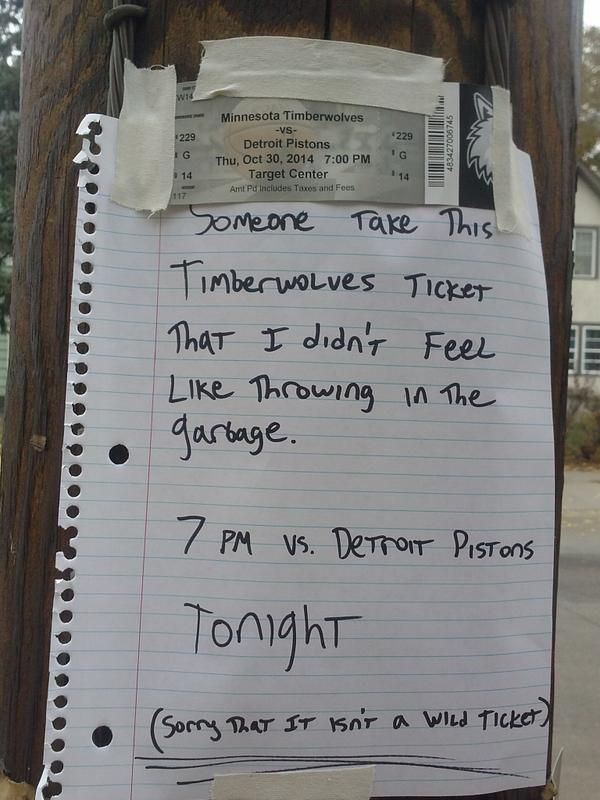 Minnesota Timberwolves
-vs-
Detroit Pistons
Thu, Oct 30, 2014 7:00 PM
Target Center
Amt Pd Includes Taxes and Fees
W14
229
G
14
117
229
G
14
483427006745
Someone Take This
Timberwolves Ticket
That I didn't Feel
Like Throwing in the
garbage.
7 PM vs. Detroit Pistons
Tonight
(Sorry That It Isn't a Wild Ticket)